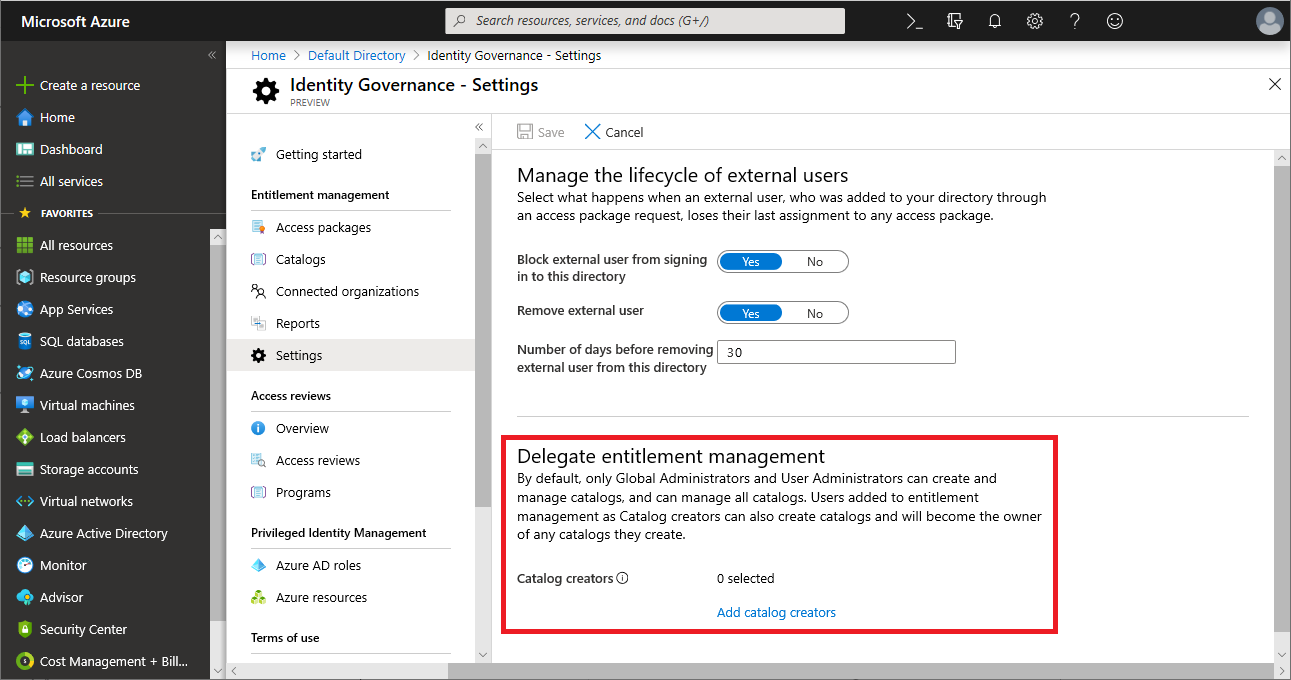 Microsoft Azure
Search resources, services, and docs (G+/)
Create a resource
Home
Dashboard
All services
FAVORITES
All resources
Resource groups
App Services
SQL databases
Azure Cosmos DB
Virtual machines
Load balancers
Storage accounts
Virtual networks
Azure Active Directory
Monitor
Advisor
Security Center
Cost Management + Bill...
Home > Default Directory > Identity Governance - Settings
Identity Governance - Settings
PREVIEW
Getting started
Entitlement management
Access packages
Catalogs
Connected organizations
Reports
Settings
Access reviews
Overview
Access reviews
Programs
Privileged Identity Management
Azure AD roles
Azure resources
Terms of use
Save Cancel
Manage the lifecycle of external users
Select what happens when an external user, who was added to your directory through
an access package request, loses their last assignment to any access package.
Block external user from signing
in to this directory
Yes No
Remove external user
Yes No
Number of days before removing
external user from this directory
30
Delegate entitlement management
By default, only Global Administrators and User Administrators can create and
manage catalogs, and can manage all catalogs. Users added to entitlement
management as Catalog creators can also create catalogs and will become the owner
of any catalogs they create.
Catalog creators 0 selected
Add catalog creators